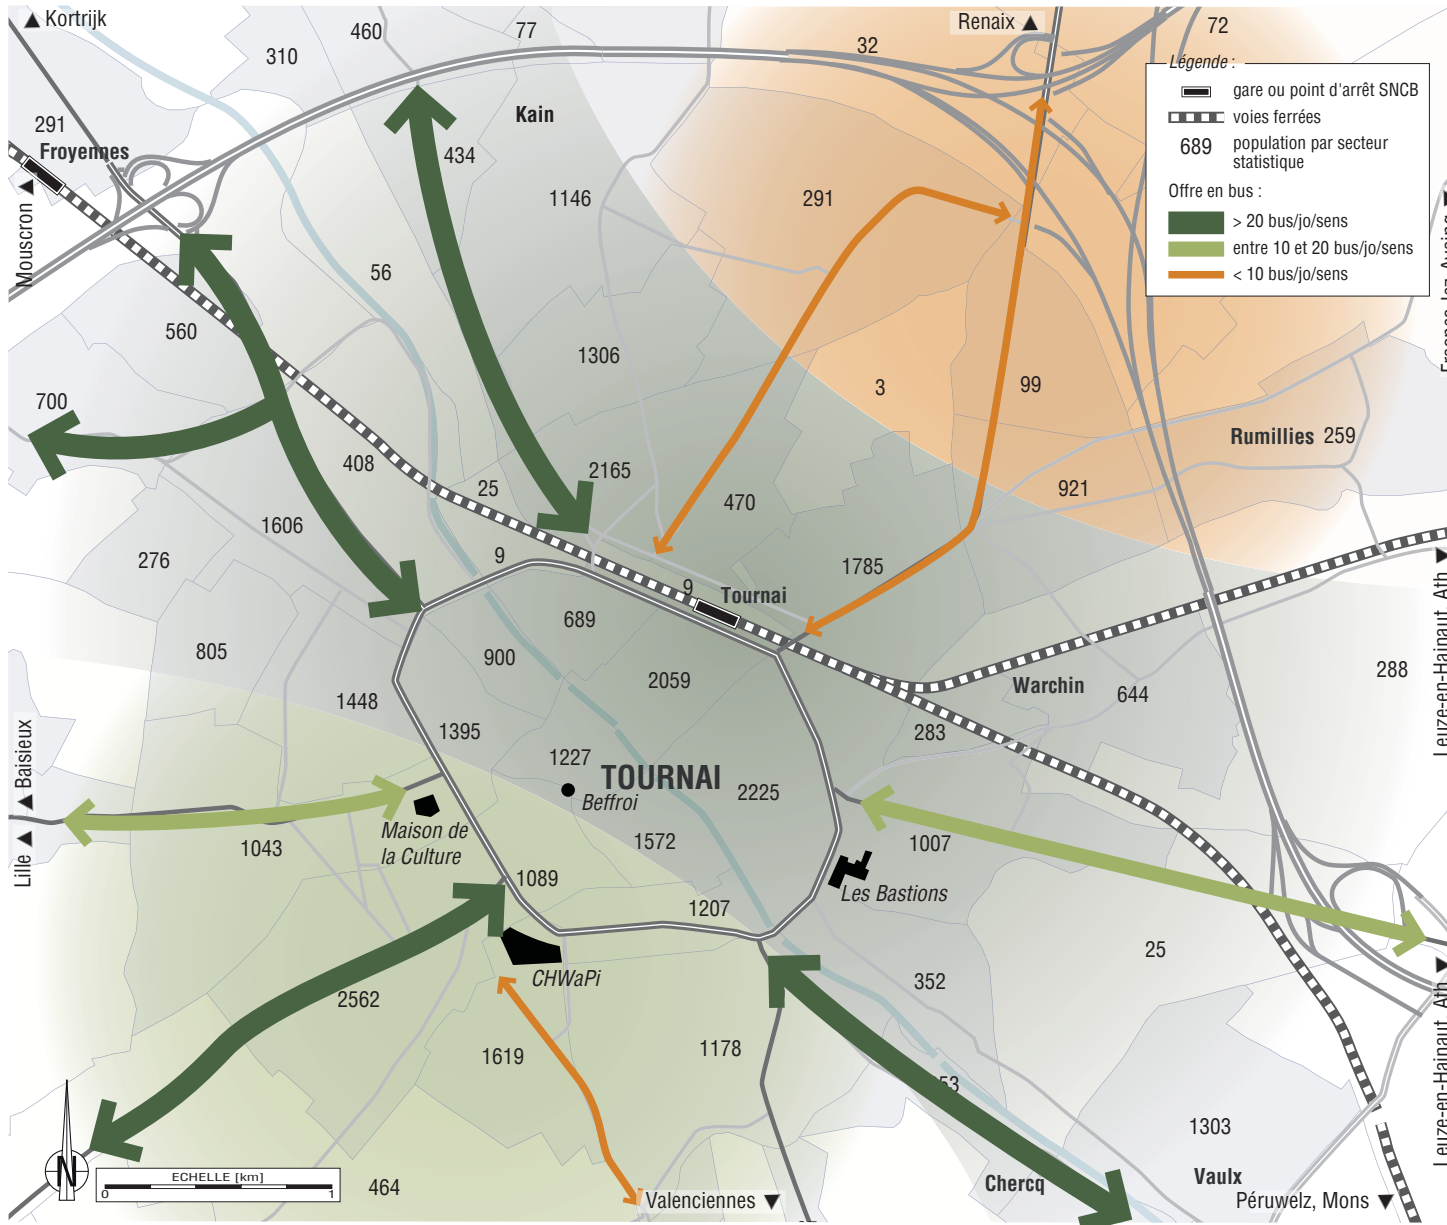 ▲ Kortrijk
460
77
Renaix ▲
72
310
32
Légende :
gare ou point d'arrêt SNCB
voies ferrées
689 population par secteur
statistique
Offre en bus :
> 20 bus/jo/sens
entre 10 et 20 bus/jo/sens
< 10 bus/jo/sens
Kain
291
Froyennes
434
1146
291
Mouscron ▲
56
560
1306
3
99
700
Rumillies 259
408
2165
25
470
921
1606
276
9
1785
9
Tournai
689
Ath ▶
Leuze-en-Hainaut
805
900
2059
288
Warchin
644
1448
1395
283
1227
TOURNAI
Beffroi
2225
Baisieux ▲
Lille ▲
Maison de
la Culture
1043
1572
1007
1089
Les Bastions
1207
25
CHWaPi
352
2562
Ath ▶
Leuze-en-Hainaut
1619
1178
53
1303
N
ECHELLE [km]
0 1
464
Valenciennes ▼
Chercq
Vaulx
Péruwelz, Mons ▼